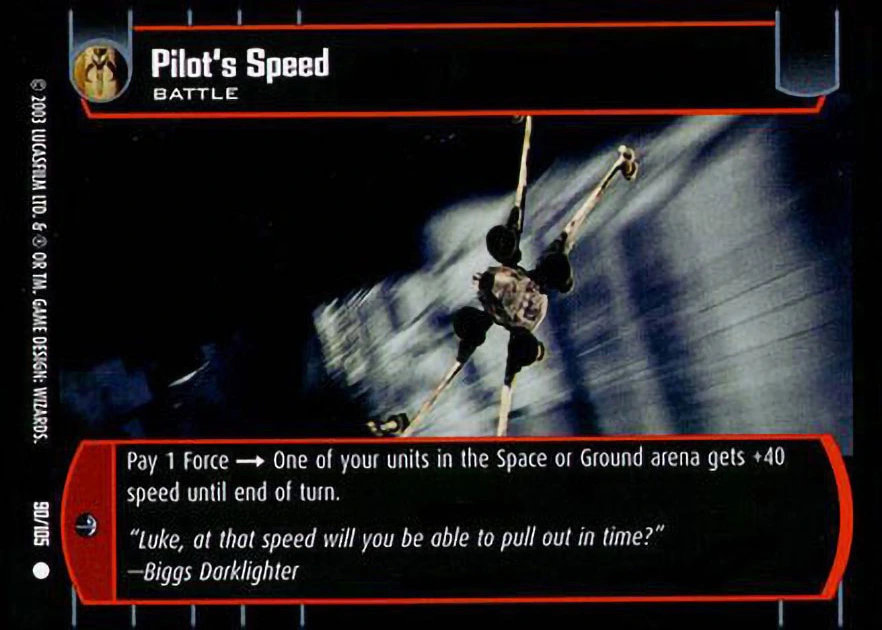 Pilot's Speed
BATTLE
Pay 1 Force → One of your units in the Space or Ground arena gets +40
speed until end of turn.
"Luke, at that speed will you be able to pull out in time?"
—Biggs Darklighter
© 2003 LUCASFILM LTD. & ® OR TM. GAME DESIGN: WIZARDS.
90/105